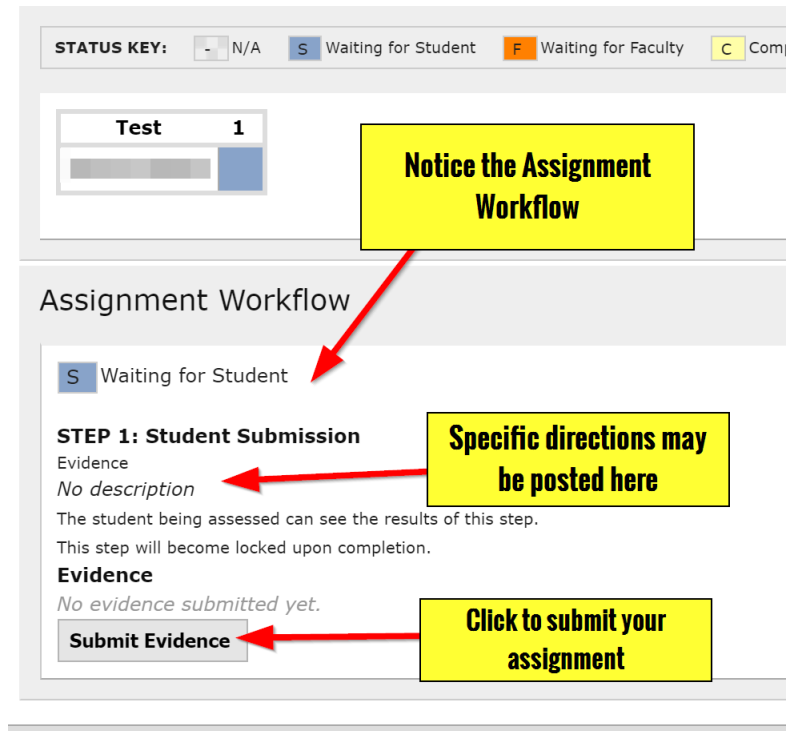 STATUS KEY: - N/A S Waiting for Student F Waiting for Faculty C Comp
Test 1
Notice the Assignment
Workflow
Assignment Workflow
S Waiting for Student
STEP 1: Student Submission
Evidence
No description
Specific directions may
be posted here
The student being assessed can see the results of this step.
This step will become locked upon completion.
Evidence
No evidence submitted yet.
Submit Evidence
Click to submit your
assignment